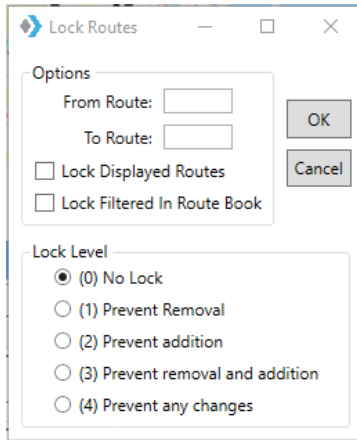 Lock Routes
Options
From Route:
To Route:
OK
Cancel
Lock Displayed Routes
Lock Filtered In Route Book
Lock Level
(0) No Lock
(1) Prevent Removal
(2) Prevent addition
(3) Prevent removal and addition
(4) Prevent any changes